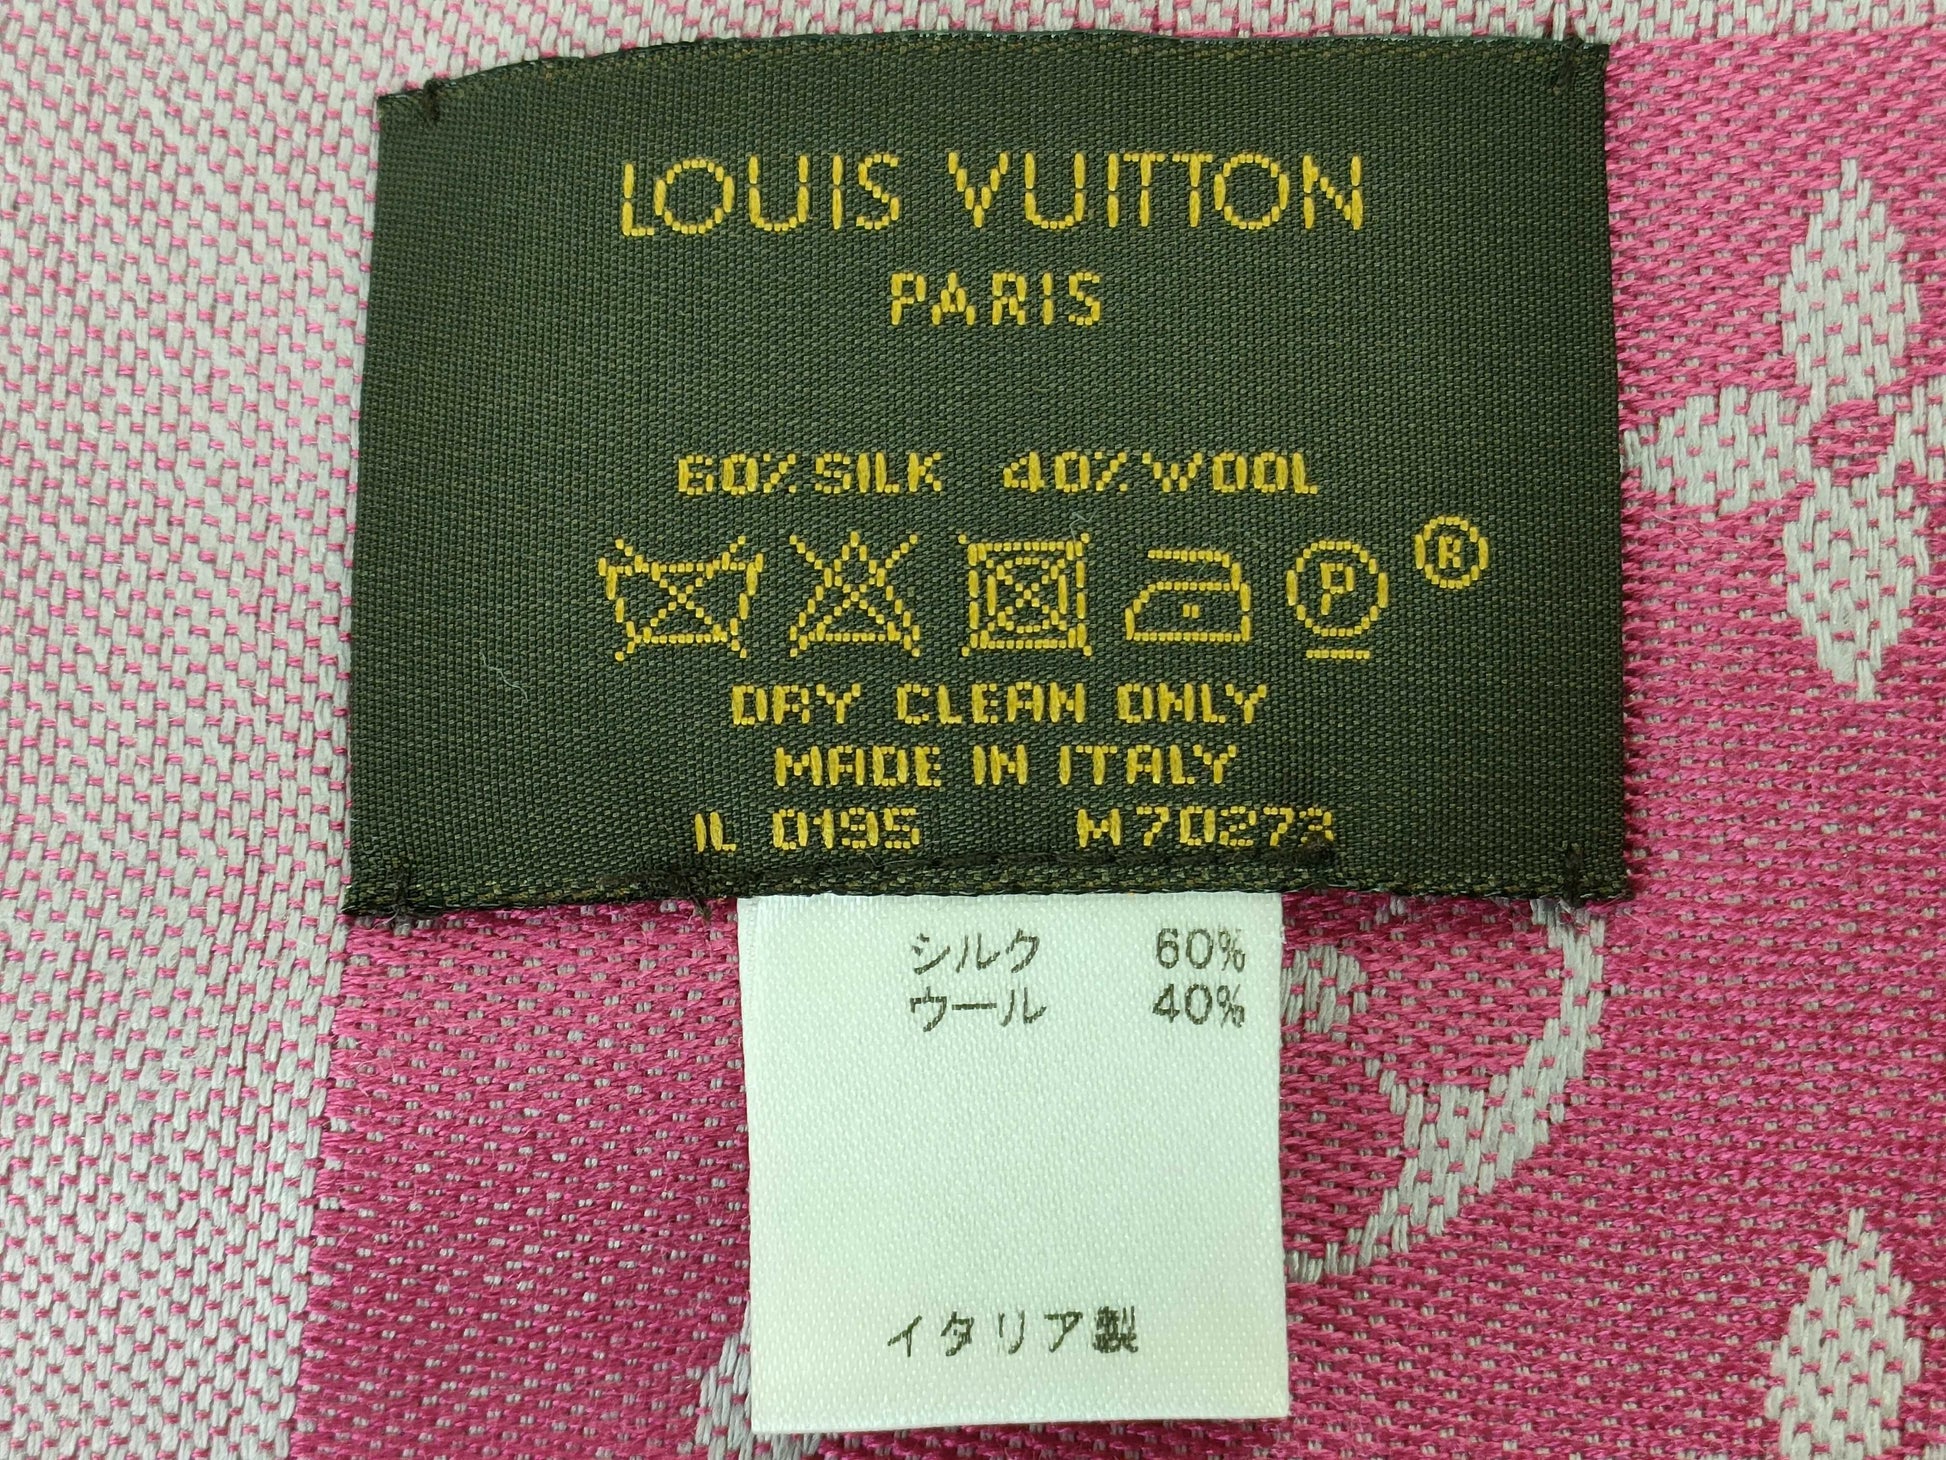 LOUIS VUITTON
PARIS
60% SILK 40% WOOL
P ®
DRY CLEAN ONLY
MADE IN ITALY
IL 0195 M70273
シルク 60%
ウール 40%
イタリア製